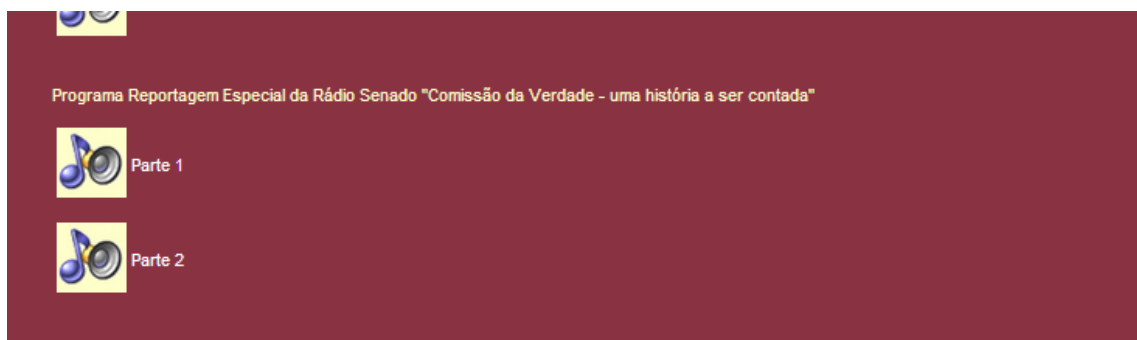 Programa Reportagem Especial da Rádio Senado "Comissão da Verdade - uma história a ser contada"
Parte 1
Parte 2